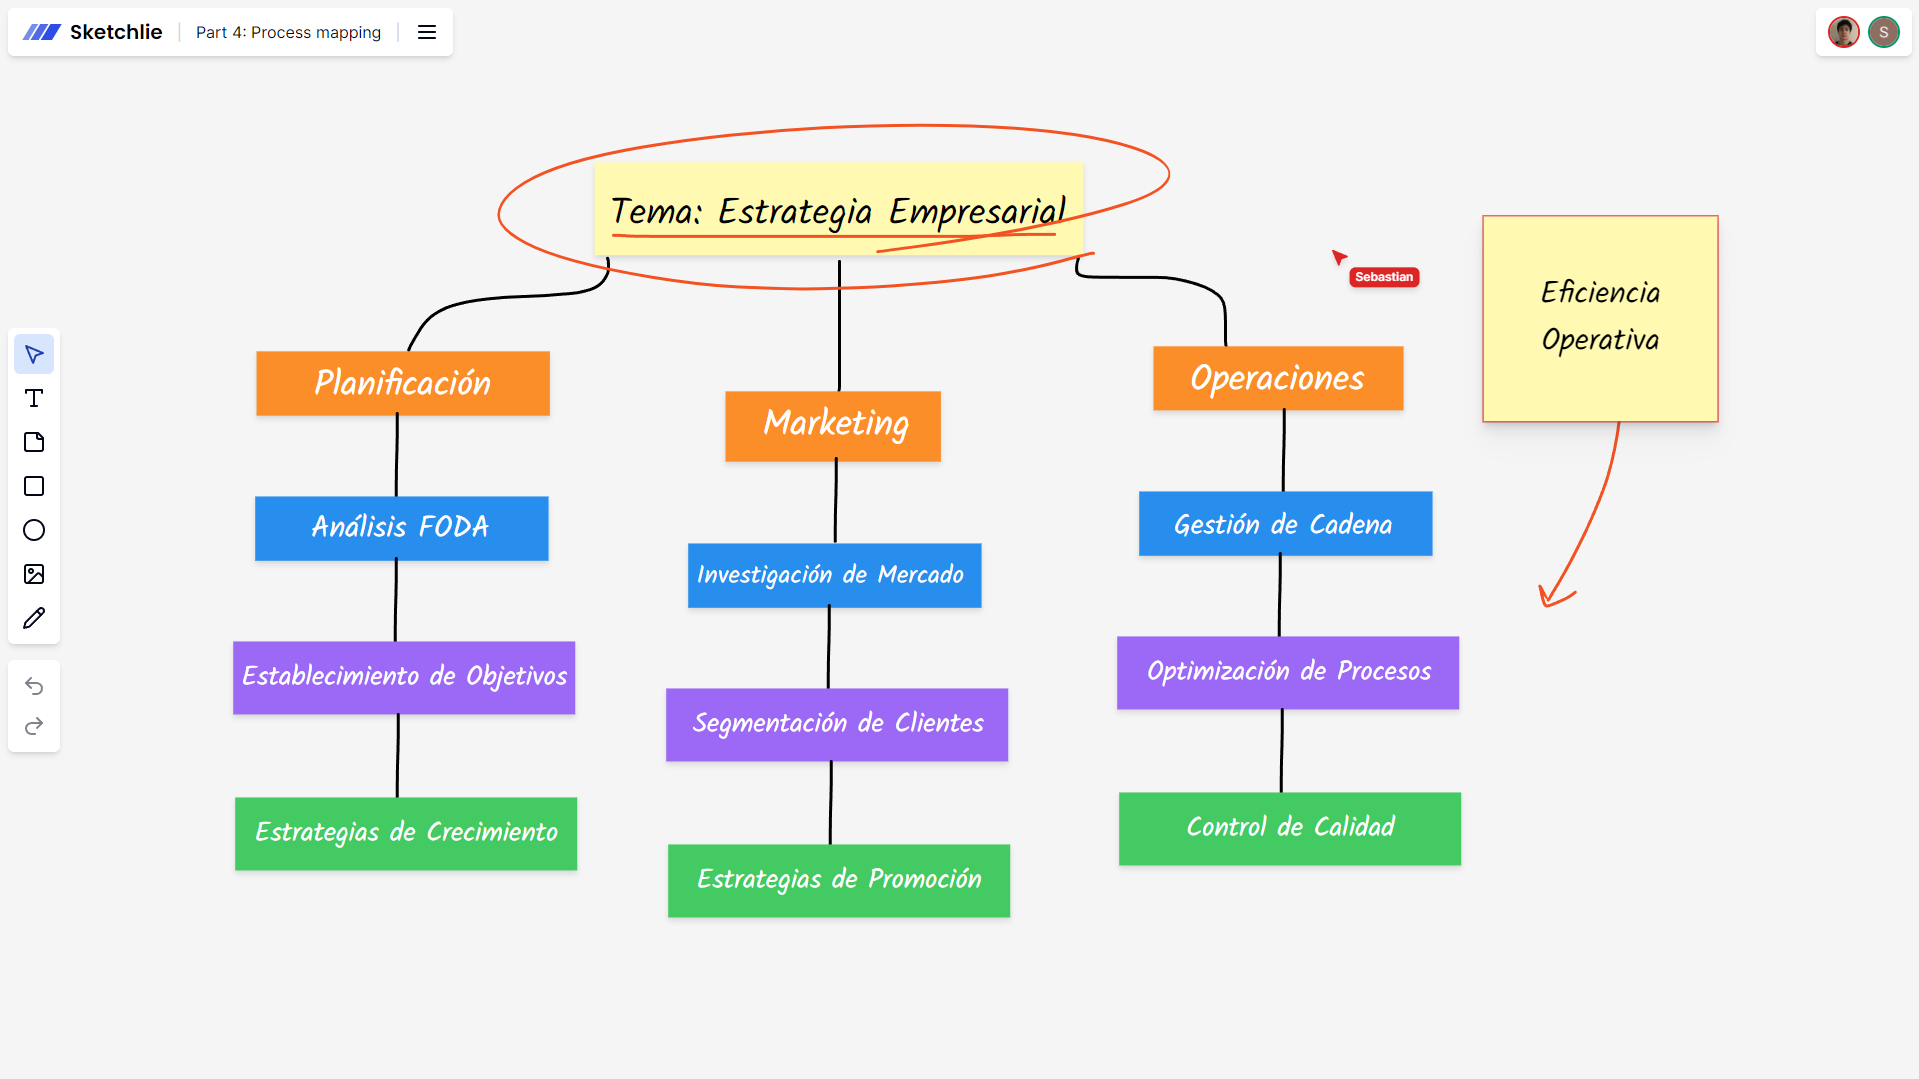 Sketchlie
Part 4: Process mapping
S
Tema: Estrategia Empresarial
Sebastian
Eficiencia
Operativa
Planificación
Análisis FODA
Establecimiento de Objetivos
Estrategias de Crecimiento
Marketing
Investigación de Mercado
Segmentación de Clientes
Estrategias de Promoción
Operaciones
Gestión de Cadena
Optimización de Procesos
Control de Calidad